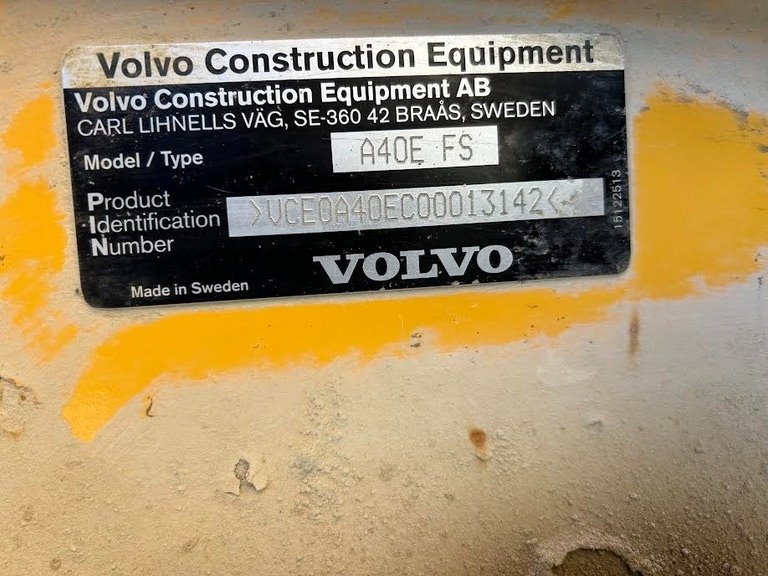 Volvo Construction Equipment
Volvo Construction Equipment AB
CARL LIHNELLS VÄG, SE-360 42 BRAÅS, SWEDEN
Model / Type A40E FS
Product
Identification
Number
>VCE0A40EC00013142<
15122513
VOLVO
Made in Sweden